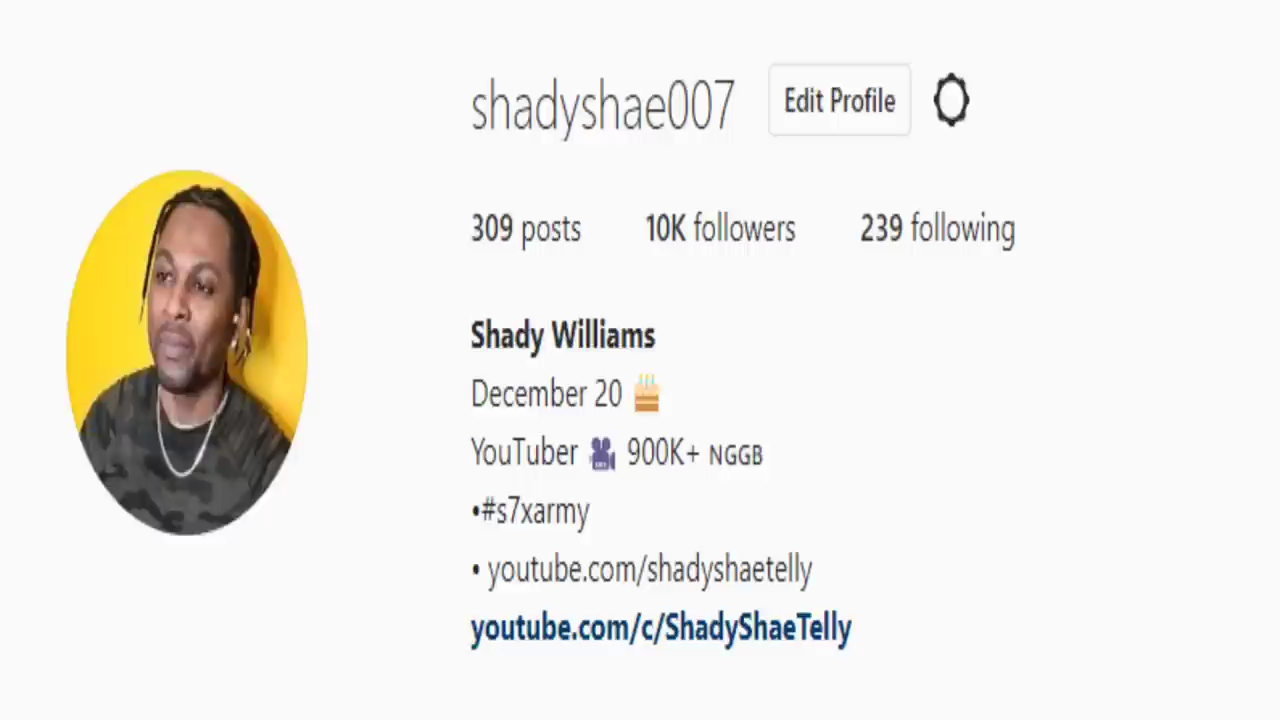 shadyshae007 Edit Profile
309 posts 10K followers 239 following
Shady Williams
December 20 🎂
YouTuber 🎥 900K+ ɴɢɢʙ
•#s7xarmy
• youtube.com/shadyshaetelly
youtube.com/c/ShadyShaeTelly